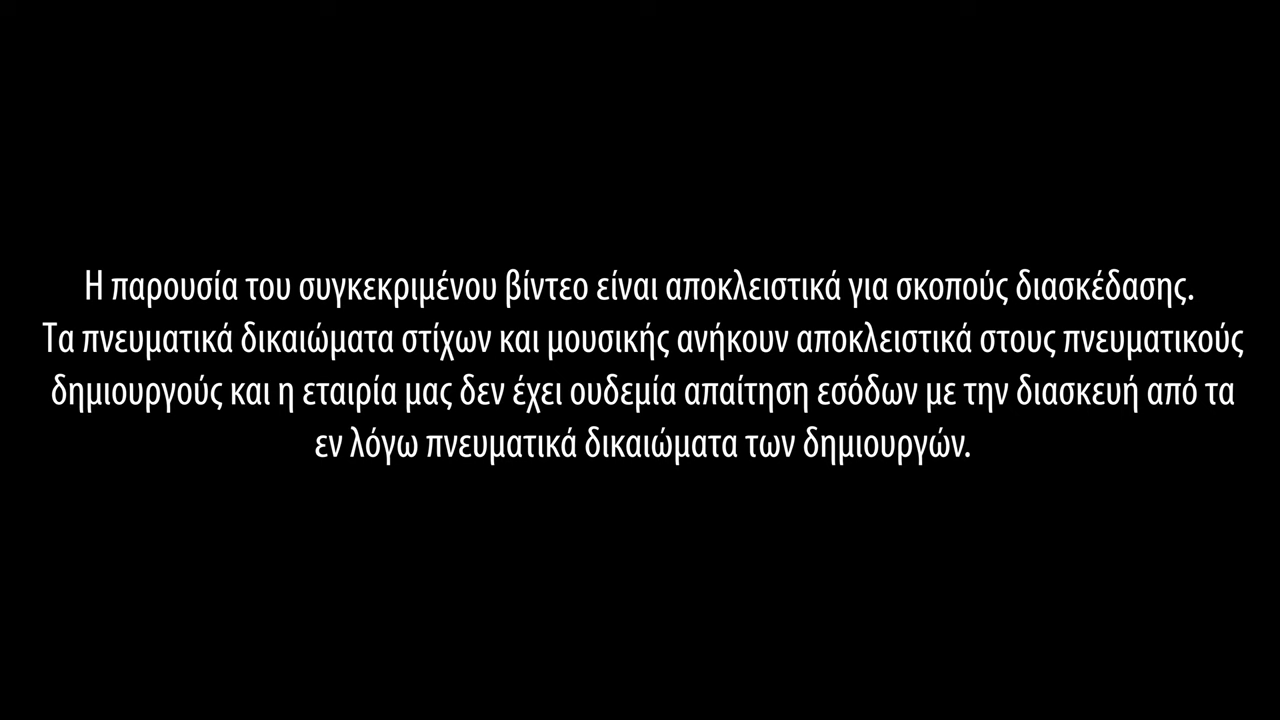 Η παρουσία του συγκεκριμένου βίντεο είναι αποκλειστικά για σκοπούς διασκέδασης.
Τα πνευματικά δικαιώματα στίχων και μουσικής ανήκουν αποκλειστικά στους πνευματικούς
δημιουργούς και η εταιρία μας δεν έχει ουδεμία απαίτηση εσόδων με την διασκευή από τα
εν λόγω πνευματικά δικαιώματα των δημιουργών.